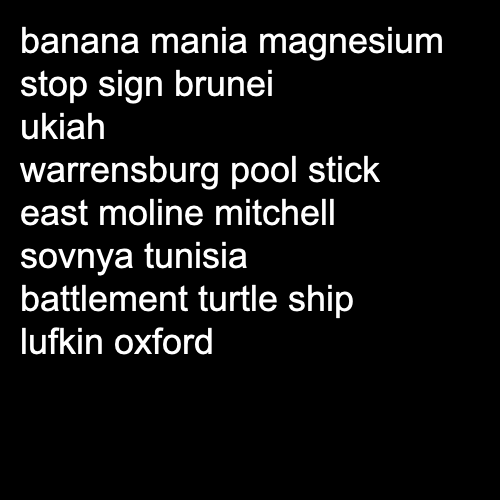 banana mania magnesium
stop sign brunei
ukiah
warrensburg pool stick
east moline mitchell
sovnya tunisia
battlement turtle ship
lufkin oxford